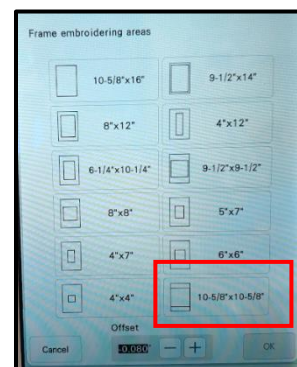 Frame embroidering areas
10-5/8"x16"
9-1/2"x14"
8"x12"
4"x12"
6-1/4"x10-1/4"
9-1/2"x9-1/2"
8"x8"
5"x7"
4"x7"
6"x6"
4"x4"
10-5/8"x10-5/8"
Offset
Cancel
-0.080"
−
+
OK